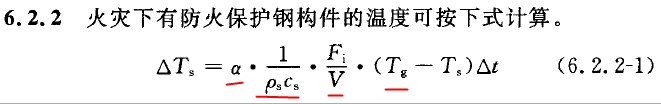 6.2.2 火灾下有防火保护钢构件的温度可按下式计算。
ΔTₛ = α · 1/(ρₛcₛ) · Fᵢ/V · (T_g − Tₛ)Δt (6.2.2-1)